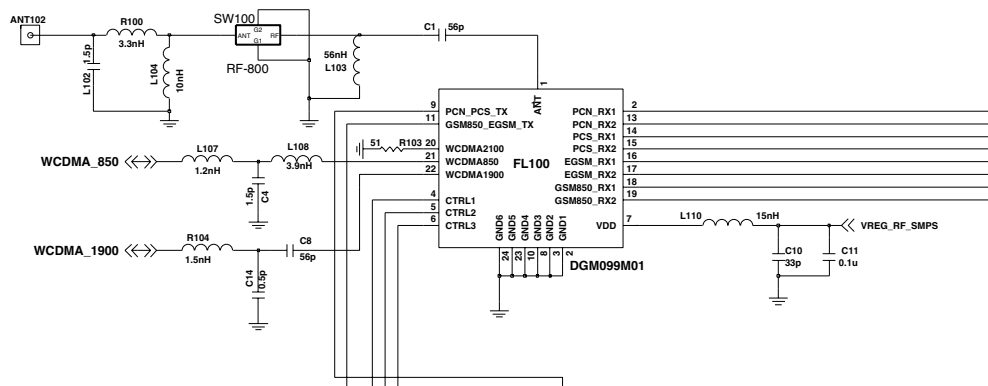 ANT102
R100
3.3nH
1.5p
L102
L104
10nH
SW100
G2
ANT
RF
G1
RF-800
56nH
L103
C1
56p
1
ANT
9
PCN_PCS_TX
11
GSM850_EGSM_TX
51
R103
20
WCDMA2100
21
WCDMA850
22
WCDMA1900
4
CTRL1
5
CTRL2
6
CTRL3
FL100
PCN_RX1
2
PCN_RX2
13
PCS_RX1
14
PCS_RX2
15
EGSM_RX1
16
EGSM_RX2
17
GSM850_RX1
18
GSM850_RX2
19
VDD
7
GND6
GND5
GND4
GND3
GND2
GND1
24
23
10
8
3
2
DGM099M01
WCDMA_850
L107
1.2nH
L108
3.9nH
1.5p
C4
WCDMA_1900
R104
1.5nH
C8
56p
C14
0.5p
L110
15nH
VREG_RF_SMPS
C10
33p
C11
0.1u